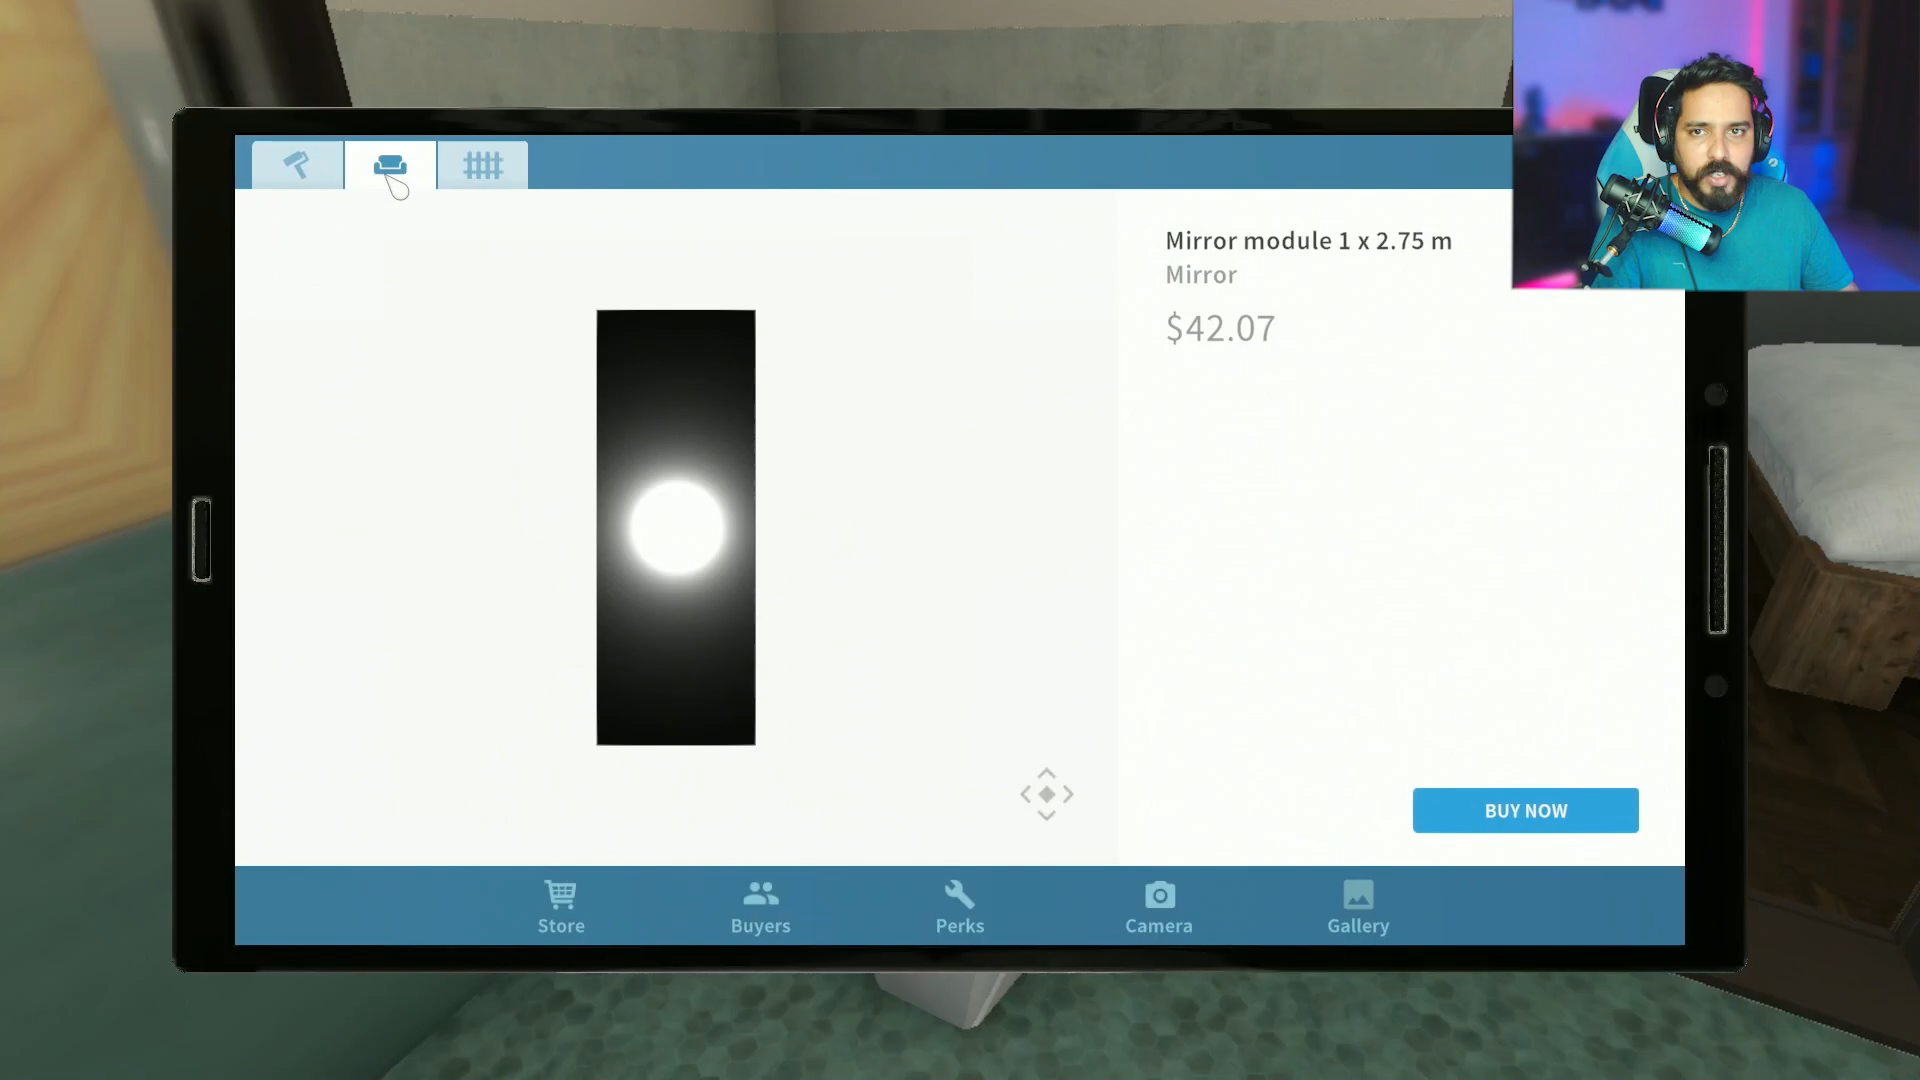 Mirror module 1 x 2.75 m
Mirror
$42.07
BUY NOW
Store
Buyers
Perks
Camera
Gallery